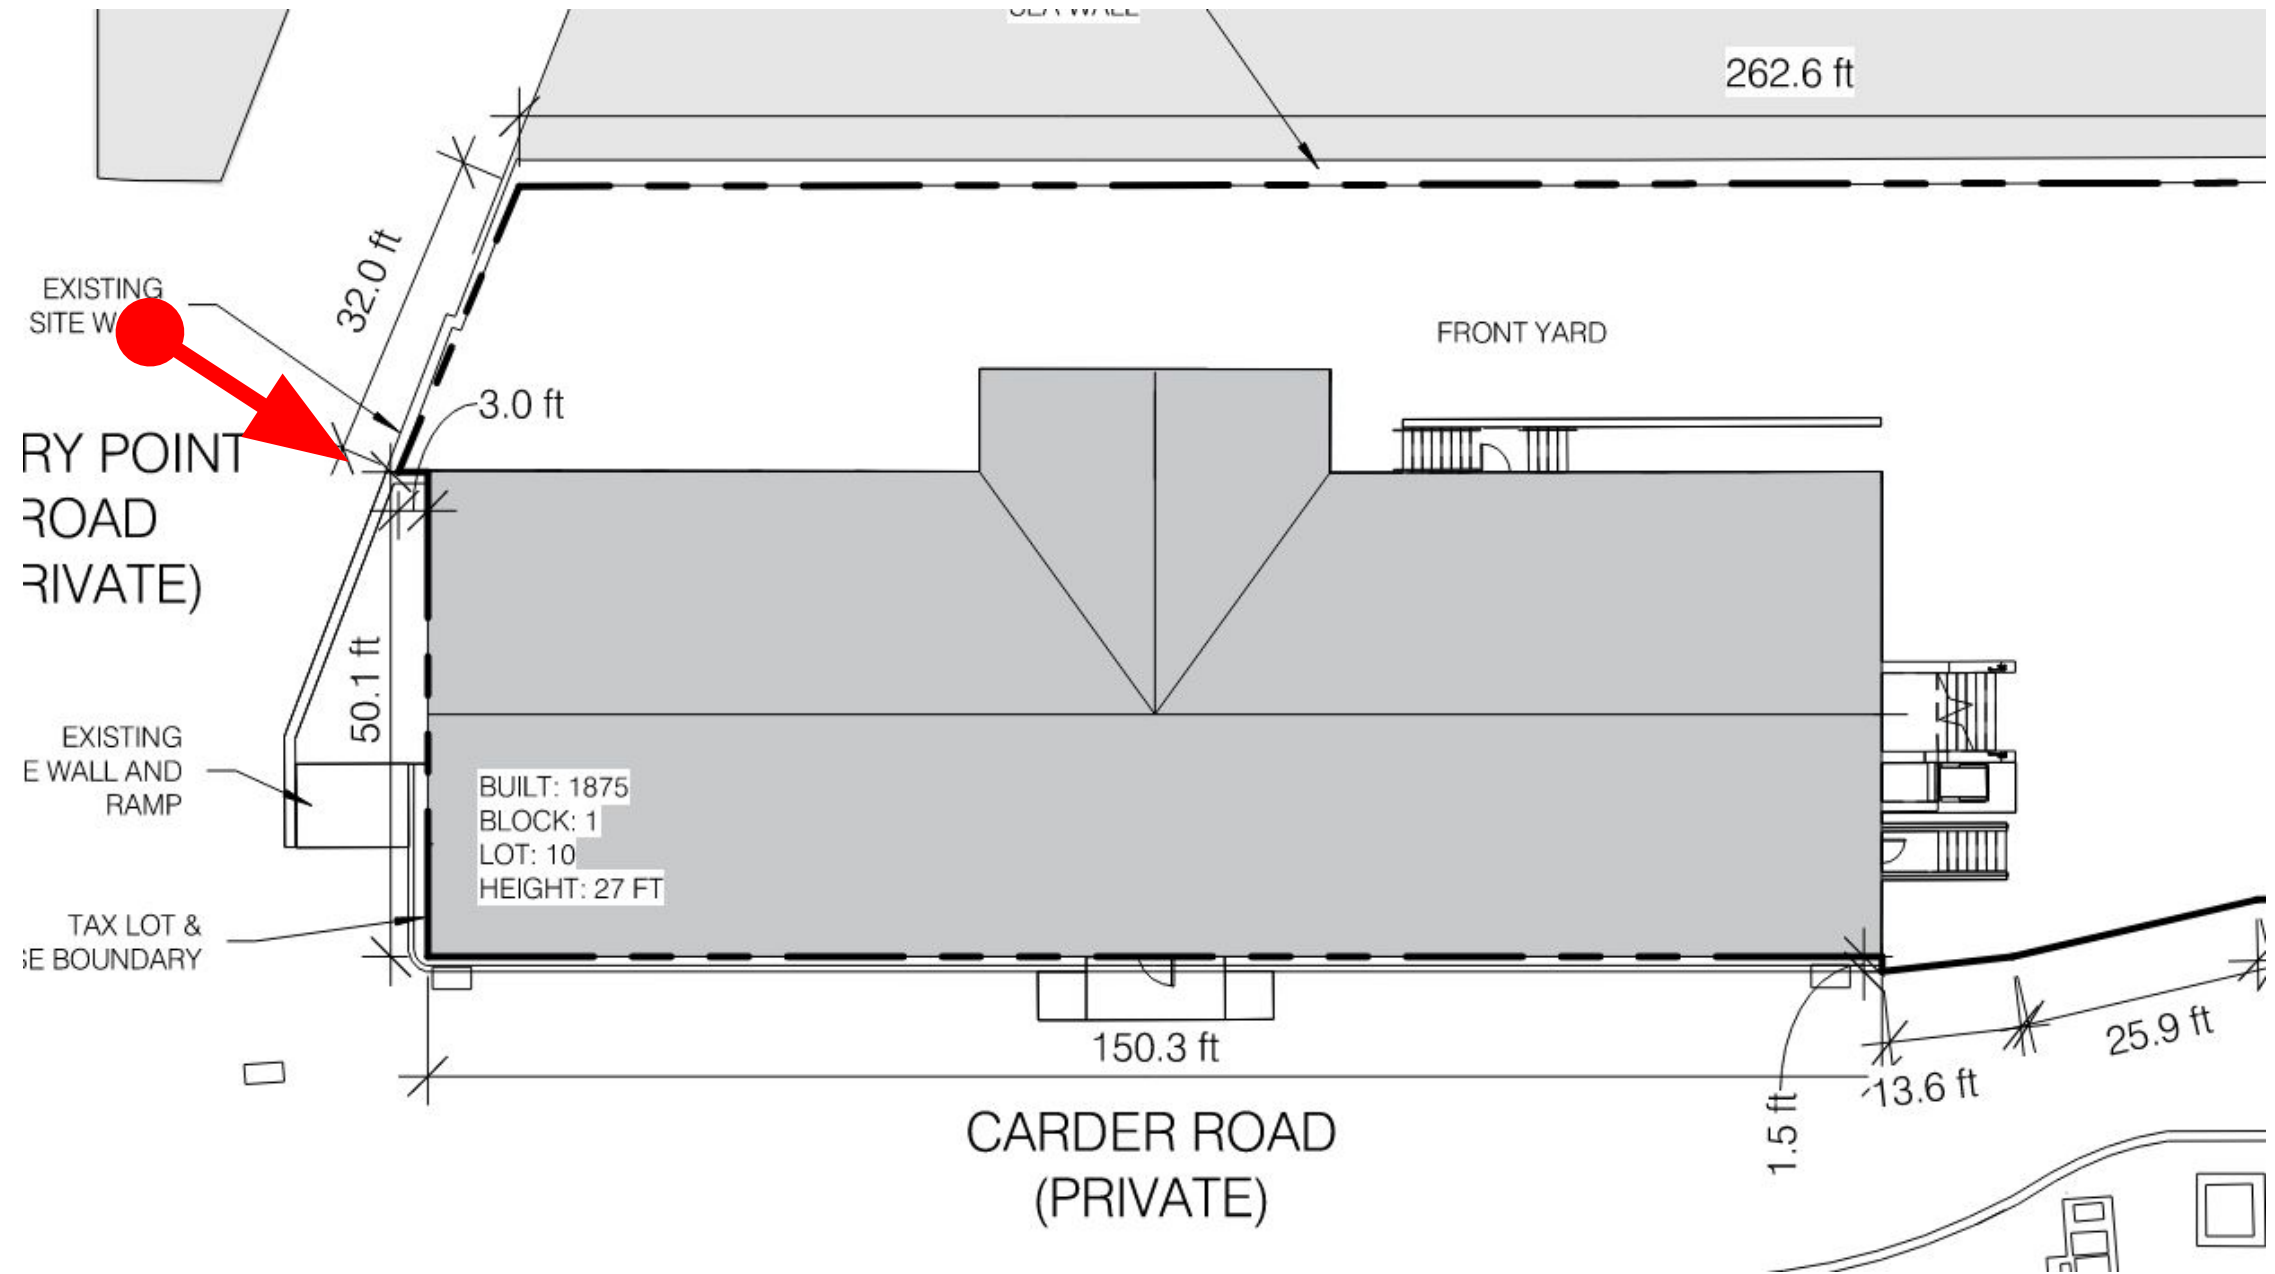 262.6 ft
32.0 ft
EXISTING
SITE
FRONT YARD
3.0 ft
RY POINT
ROAD
RIVATE)
50.1 ft
EXISTING
E WALL AND
RAMP
BUILT: 1875
BLOCK: 1
LOT: 10
HEIGHT: 27 FT
TAX LOT &
SE BOUNDARY
150.3 ft
25.9 ft
13.6 ft
1.5 ft
CARDER ROAD
(PRIVATE)